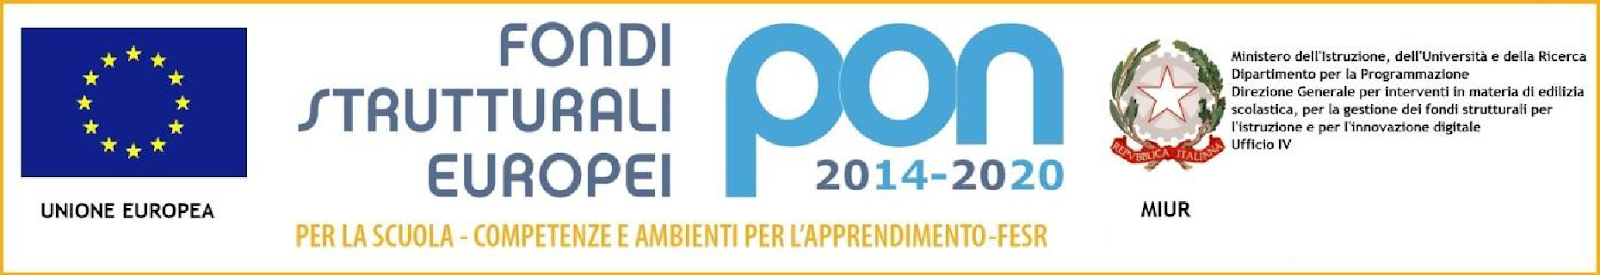 UNIONE EUROPEA
FONDI
STRUTTURALI
EUROPEI
pon
2014-2020
PER LA SCUOLA - COMPETENZE E AMBIENTI PER L'APPRENDIMENTO-FESR
REPVBBLICA ITALIANA
Ministero dell'Istruzione, dell'Università e della Ricerca
Dipartimento per la Programmazione
Direzione Generale per interventi in materia di edilizia
scolastica, per la gestione dei fondi strutturali per
l'istruzione e per l'innovazione digitale
Ufficio IV
MIUR